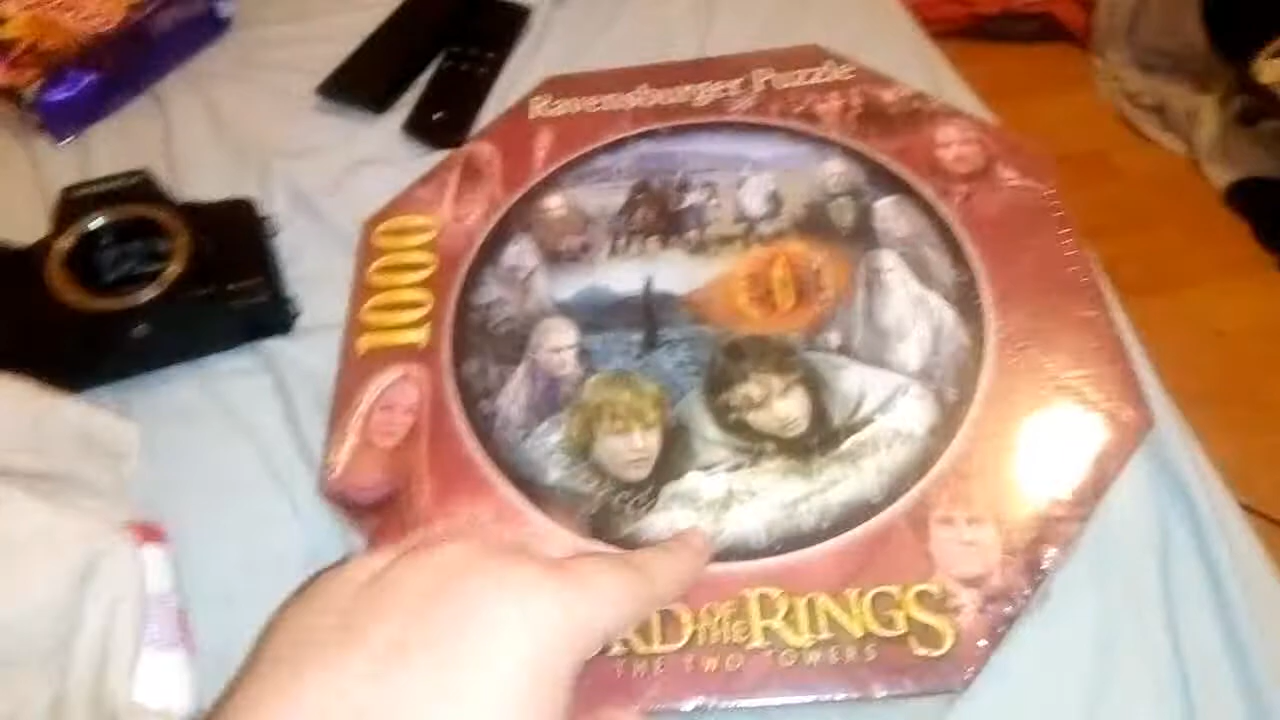 Ravensburger Puzzle
1000
RD OF THE RINGS
THE TWO TOWERS